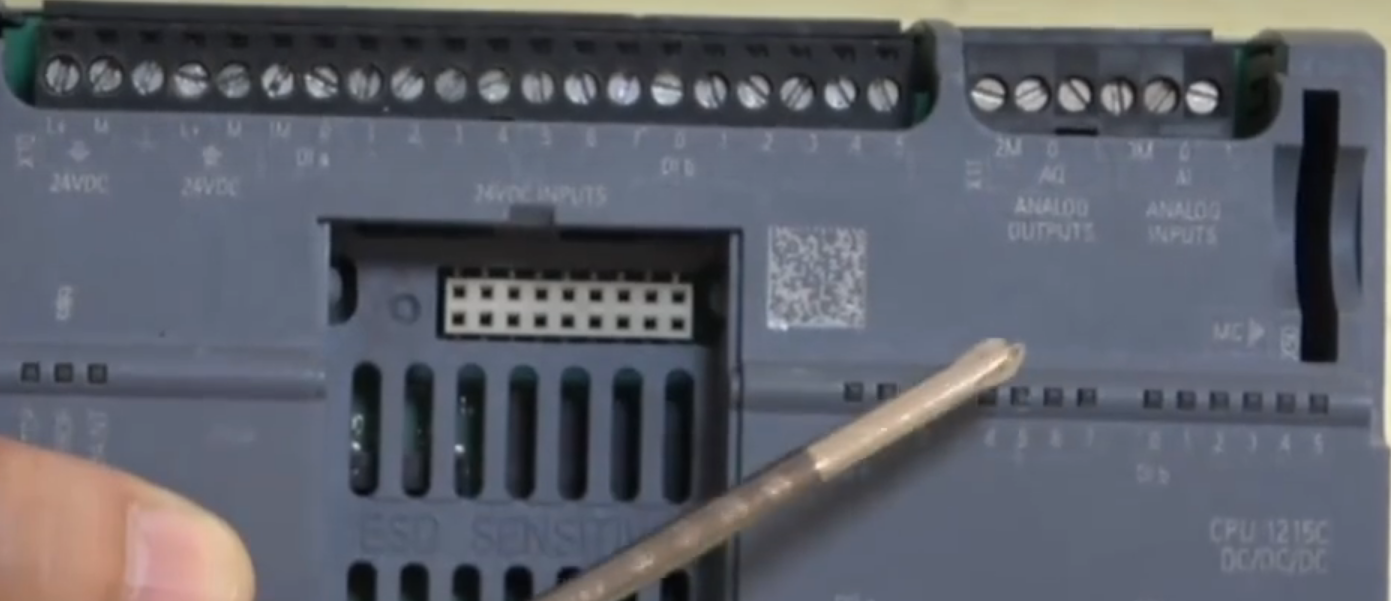 L+ M L+ M 1M 0 1 2 3 4 5 6 7 0 1 2 3 4 5
24VDC 24VDC DI a DI b
24VDC INPUTS
X11 2M 0 1 3M 0 1
AQ AI
ANALOG OUTPUTS
ANALOG INPUTS
MC
X50
4 5 6 7 0 1 2 3 4 5
DI b
ESD SENSITI
CPU 1215C
DC/DC/DC